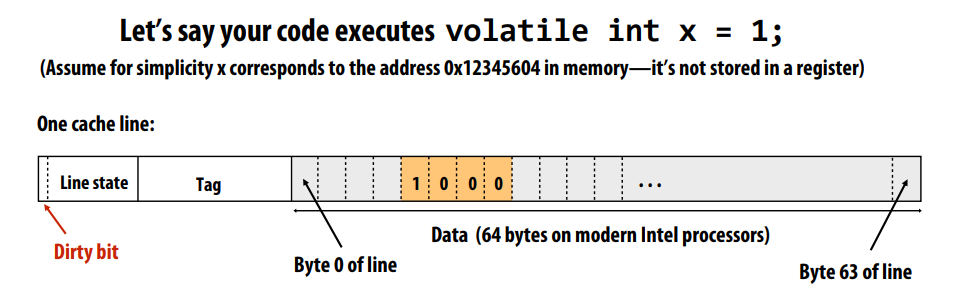 Let's say your code executes volatile int x = 1;
(Assume for simplicity x corresponds to the address 0x12345604 in memory—it's not stored in a register)
One cache line:
Line state Tag 1 0 0 0 ...
Dirty bit
Data (64 bytes on modern Intel processors)
Byte 0 of line
Byte 63 of line